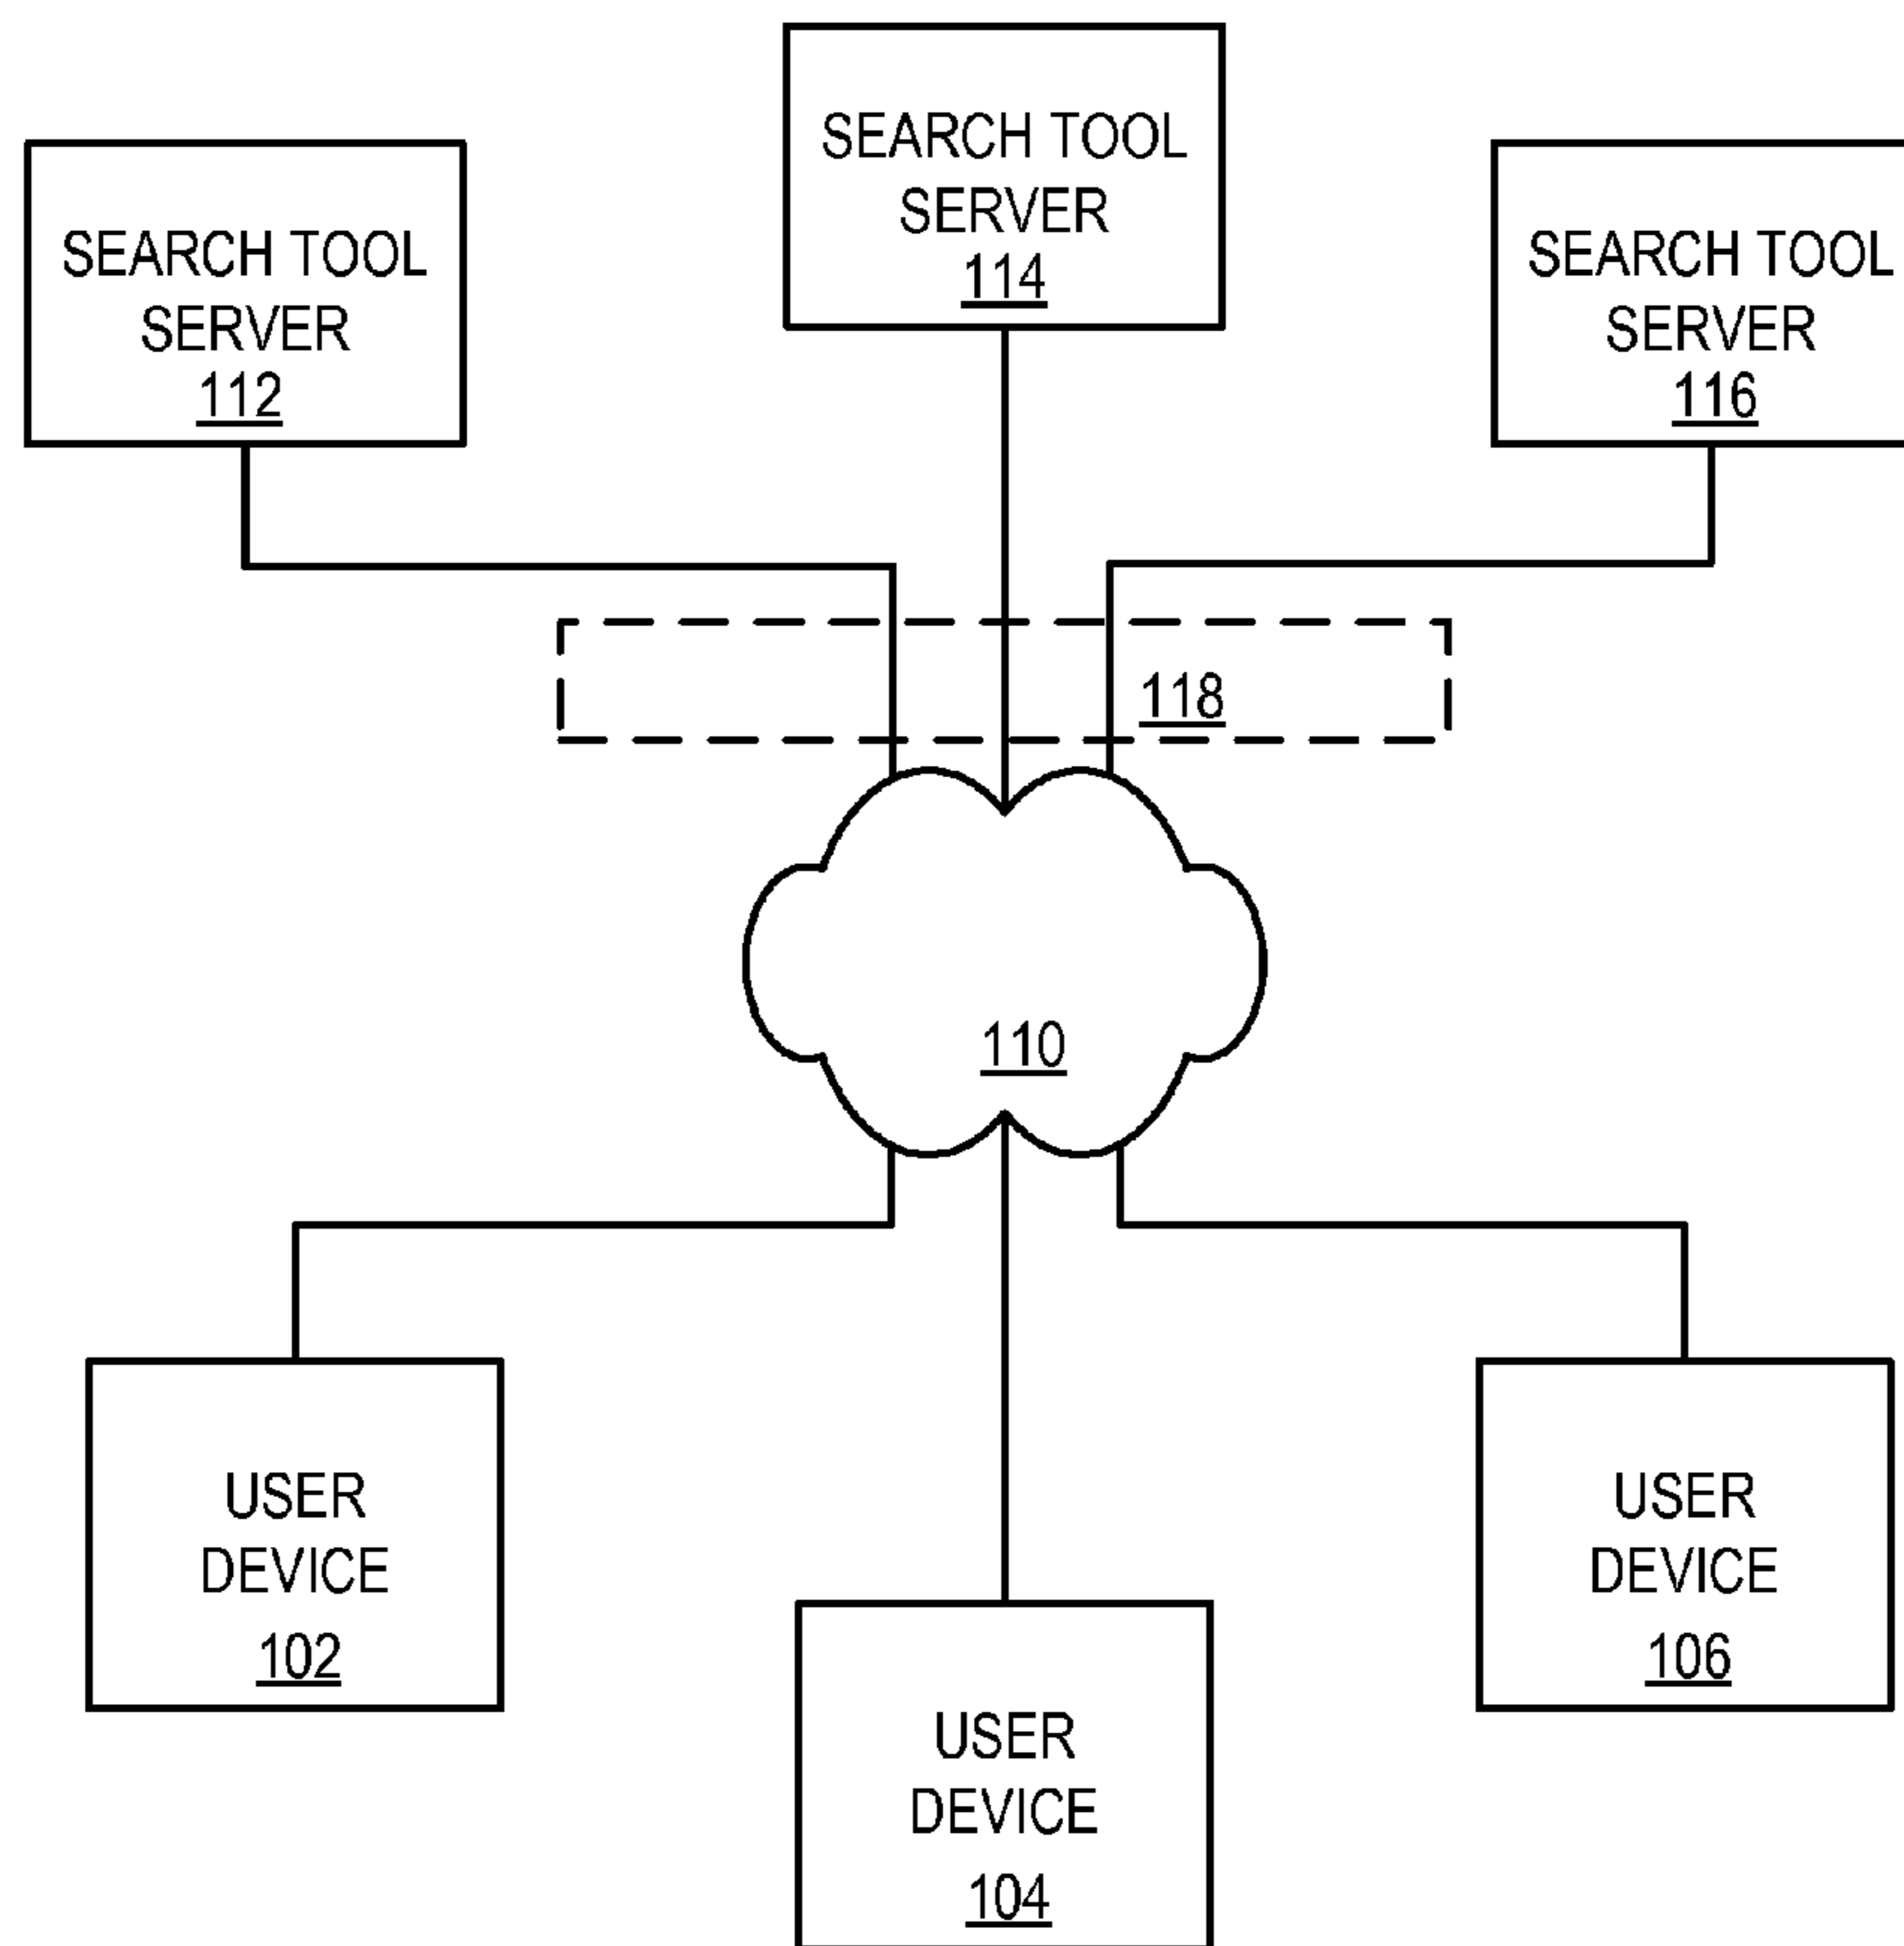 SEARCH TOOL
SERVER
114
SEARCH TOOL
SERVER
112
SEARCH TOOL
SERVER
116
118
110
USER
DEVICE
102
USER
DEVICE
106
USER
DEVICE
104